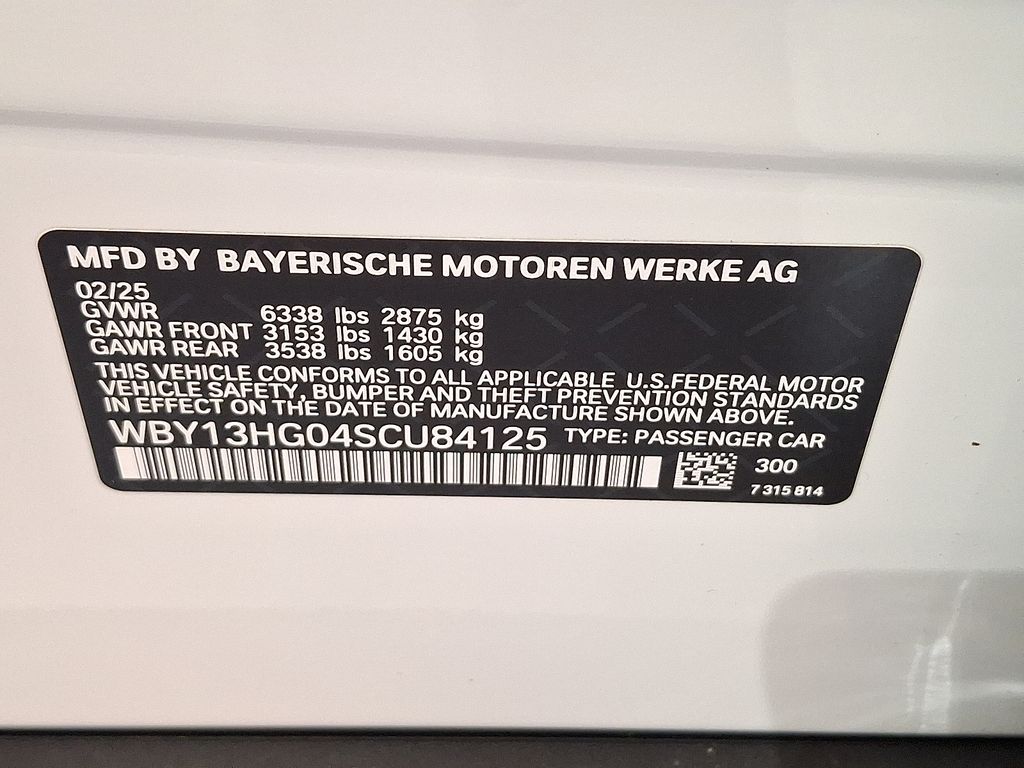 MFD BY BAYERISCHE MOTOREN WERKE AG
02/25
GVWR 6338 lbs 2875 kg
GAWR FRONT 3153 lbs 1430 kg
GAWR REAR 3538 lbs 1605 kg
THIS VEHICLE CONFORMS TO ALL APPLICABLE U.S.FEDERAL MOTOR
VEHICLE SAFETY, BUMPER AND THEFT PREVENTION STANDARDS
IN EFFECT ON THE DATE OF MANUFACTURE SHOWN ABOVE.
WBY13HG04SCU84125 TYPE: PASSENGER CAR
300
7 315 814